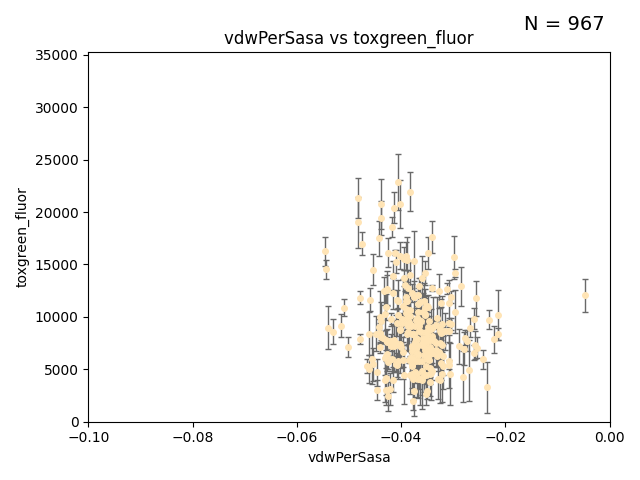 N = 967
vdwPerSasa vs toxgreen_fluor
35000
30000
25000
20000
15000
10000
5000
0
toxgreen_fluor
−0.10 −0.08 −0.06 −0.04 −0.02 0.00
vdwPerSasa